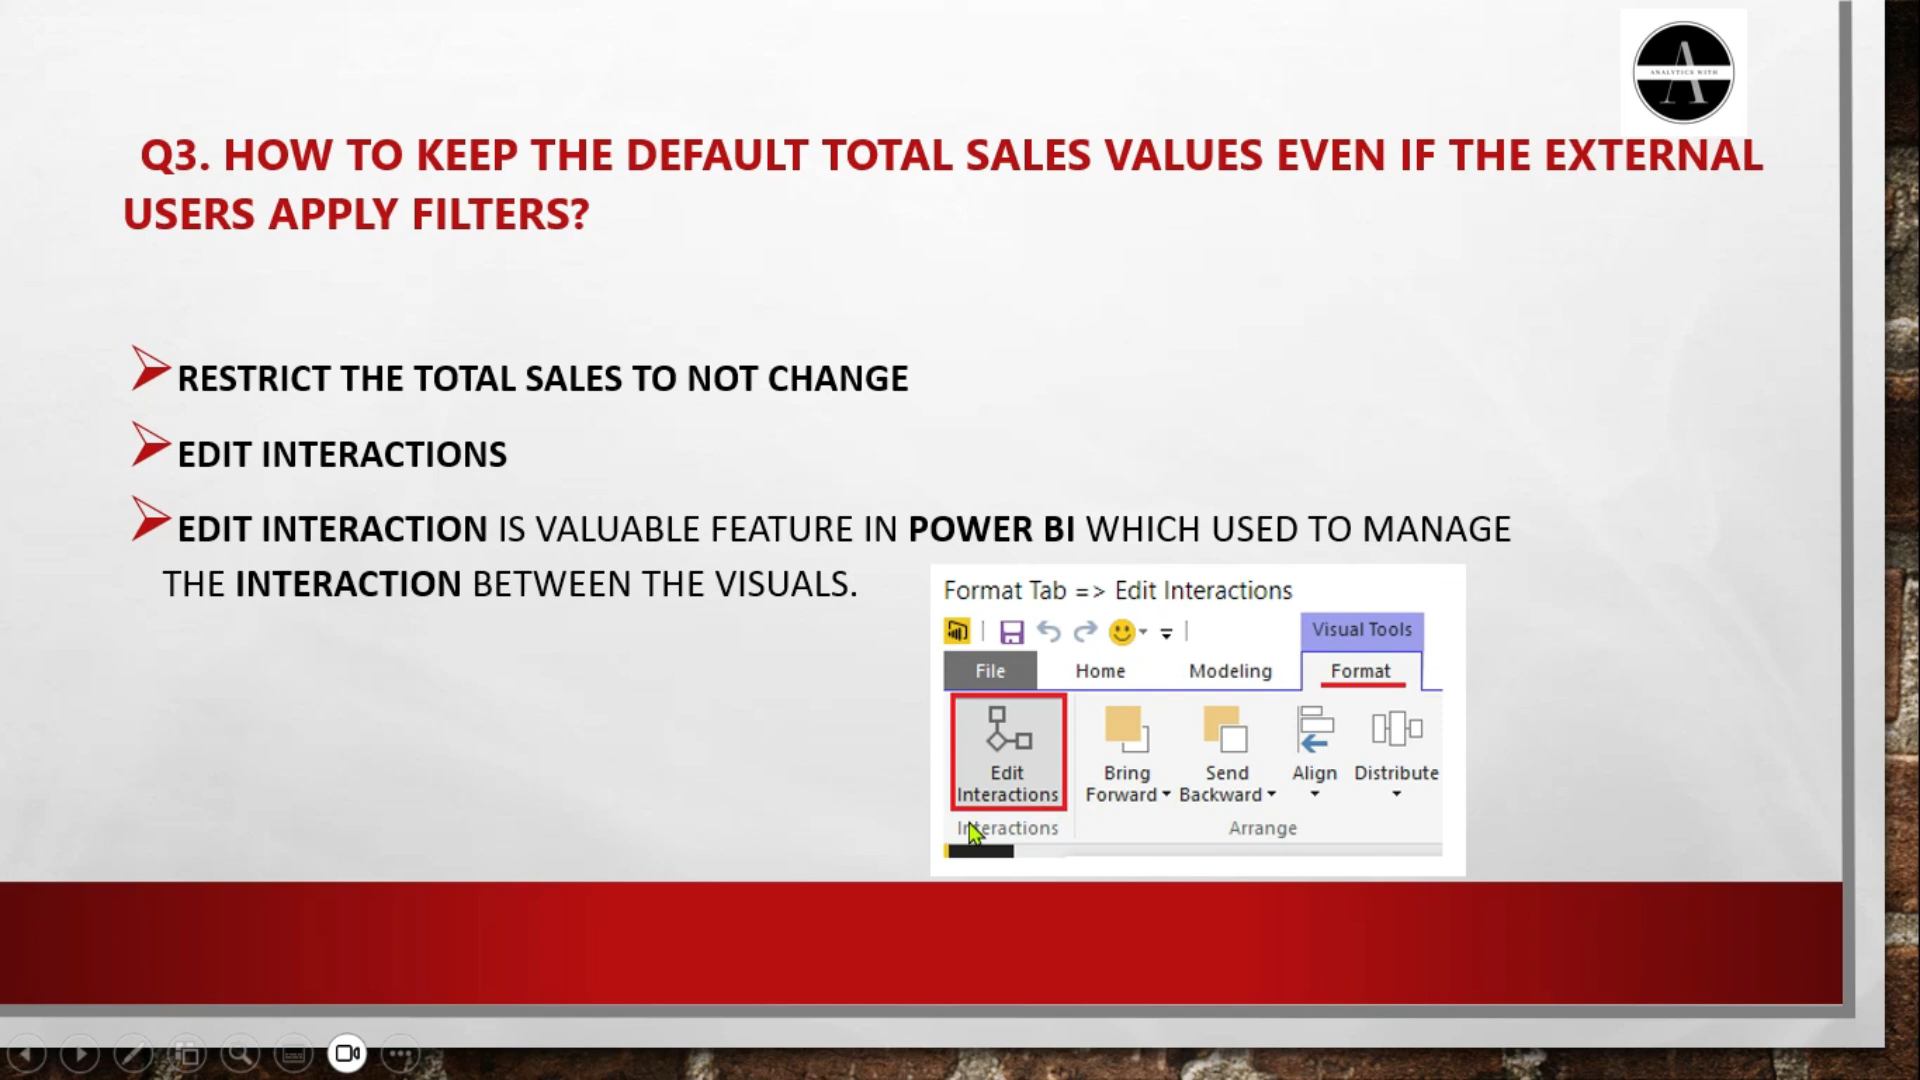 ANALYTICS WITH
A
Q3. HOW TO KEEP THE DEFAULT TOTAL SALES VALUES EVEN IF THE EXTERNAL
USERS APPLY FILTERS?
RESTRICT THE TOTAL SALES TO NOT CHANGE
EDIT INTERACTIONS
EDIT INTERACTION IS VALUABLE FEATURE IN POWER BI WHICH USED TO MANAGE
THE INTERACTION BETWEEN THE VISUALS.
Format Tab => Edit Interactions
Visual Tools
File Home Modeling Format
Edit Bring Send Align Distribute
Interactions Forward Backward
Interactions Arrange